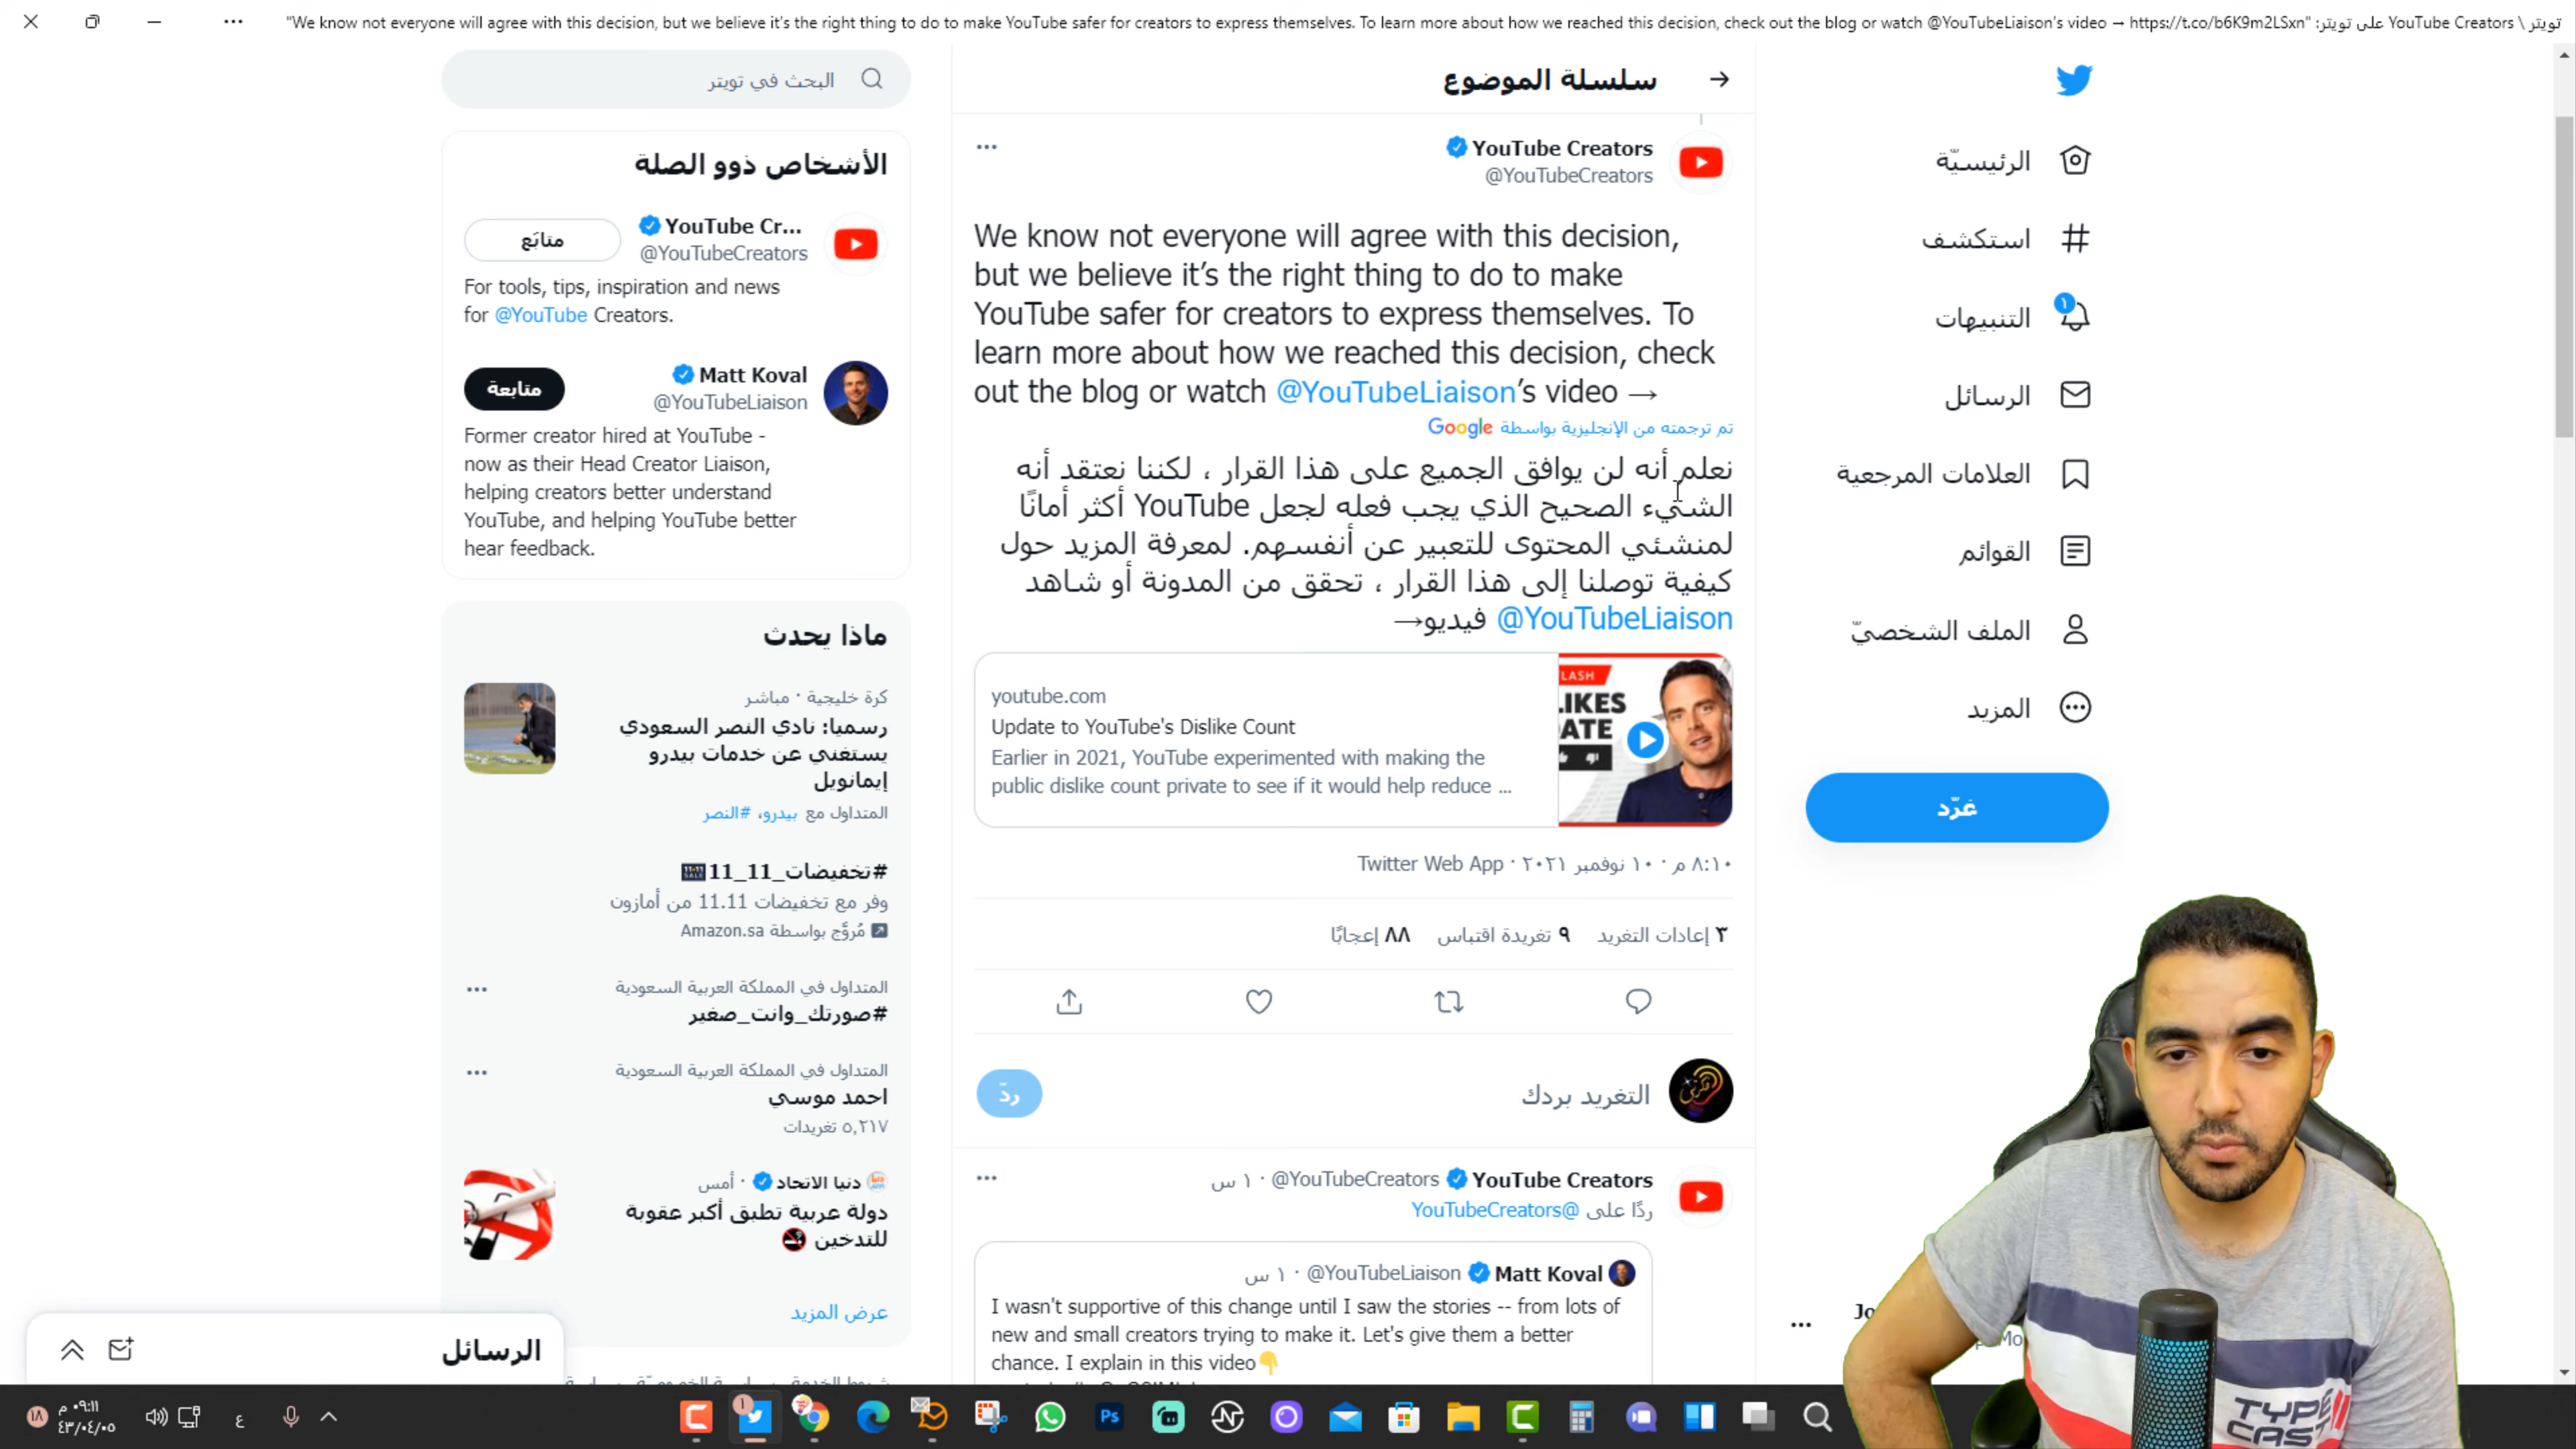 تويتر \ YouTube Creators على تويتر: "We know not everyone will agree with this decision, but we believe it's the right thing to do to make YouTube safer for creators to express themselves. To learn more about how we reached this decision, check out the blog or watch @YouTubeLiaison's video → https://t.co/b6K9m2LSxn"
الرئيسيّة
استكشف
١
التنبيهات
الرسائل
العلامات المرجعية
القوائم
الملف الشخصيّ
المزيد
غرّد
سلسلة الموضوع
YouTube Creators
@YouTubeCreators
We know not everyone will agree with this decision,
but we believe it's the right thing to do to make
YouTube safer for creators to express themselves. To
learn more about how we reached this decision, check
out the blog or watch @YouTubeLiaison's video →
تم ترجمته من الإنجليزية بواسطة Google
نعلم أنه لن يوافق الجميع على هذا القرار ، لكننا نعتقد أنه
الشيء الصحيح الذي يجب فعله لجعل YouTube أكثر أمانًا
لمنشئي المحتوى للتعبير عن أنفسهم. لمعرفة المزيد حول
كيفية توصلنا إلى هذا القرار ، تحقق من المدونة أو شاهد
@YouTubeLiaison فيديو→
youtube.com
Update to YouTube's Dislike Count
Earlier in 2021, YouTube experimented with making the
public dislike count private to see if it would help reduce ...
LASH
IKES
ATE
٨:١٠ م · ١٠ نوفمبر ٢٠٢١ · Twitter Web App
٣ إعادات التغريد ٩ تغريدة اقتباس ٨٨ إعجابًا
التغريد بردك
ردّ
YouTube Creators @YouTubeCreators · ١ س
ردًا على @YouTubeCreators
Matt Koval @YouTubeLiaison · ١ س
I wasn't supportive of this change until I saw the stories -- from lots of
new and small creators trying to make it. Let's give them a better
chance. I explain in this video👇
البحث في تويتر
الأشخاص ذوو الصلة
YouTube Cr...
@YouTubeCreators
متابَع
For tools, tips, inspiration and news
for @YouTube Creators.
Matt Koval
@YouTubeLiaison
متابعة
Former creator hired at YouTube -
now as their Head Creator Liaison,
helping creators better understand
YouTube, and helping YouTube better
hear feedback.
ماذا يحدث
كرة خليجية · مباشر
رسميا: نادي النصر السعودي
يستغني عن خدمات بيدرو
إيمانويل
المتداول مع بيدرو، #النصر
#تخفيضات_11_11
وفر مع تخفيضات 11.11 من أمازون
مُروَّج بواسطة Amazon.sa
المتداول في المملكة العربية السعودية
#صورتك_وانت_صغير
المتداول في المملكة العربية السعودية
احمد موسي
٥٬٢١٧ تغريدات
دنيا الاتحاد · أمس
دولة عربية تطبق أكبر عقوبة
للتدخين
عرض المزيد
الرسائل
Jo
Mo
TYPE
CAST
Ps
ع
٠٩:١١ م
٤٣/٠٤/٠٥
١٨